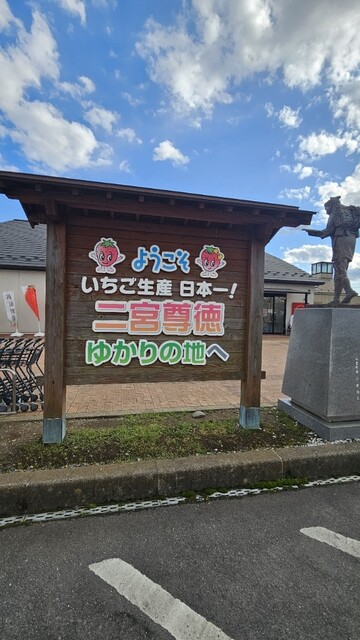 ようこそ
いちご生産 日本一!
二宮尊徳
ゆかりの地へ